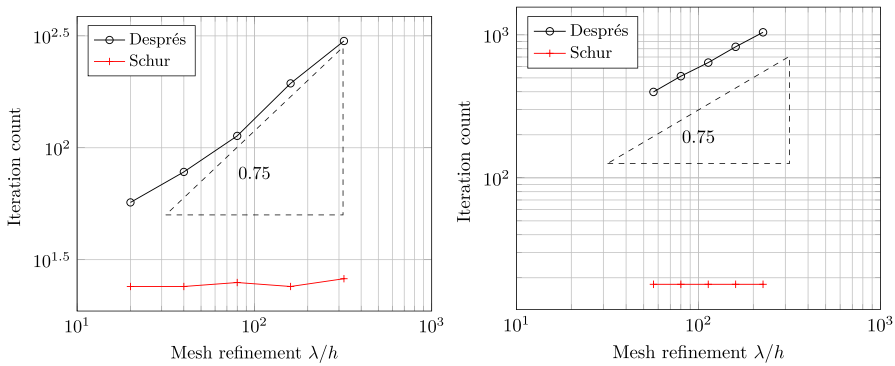 10^2.5
Després
Schur
10^2
0.75
10^1.5
Iteration count
10^1
10^2
10^3
Mesh refinement λ/h
10^3
Després
Schur
0.75
10^2
Iteration count
10^1
10^2
10^3
Mesh refinement λ/h